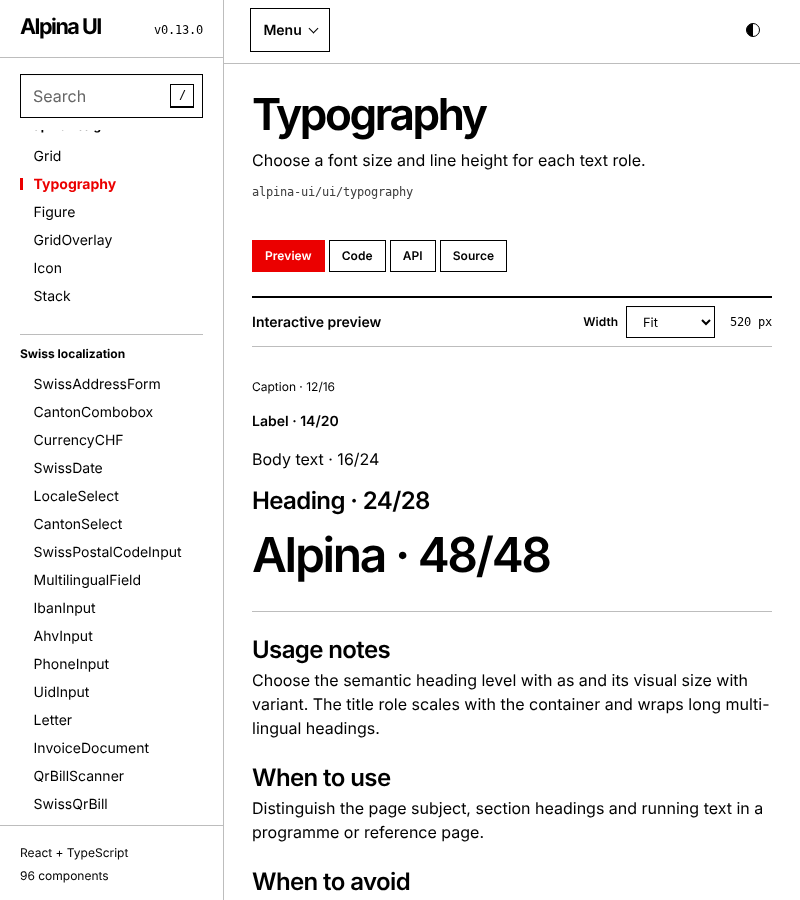 Alpina UI
v0.13.0
Search
/
Grid
Typography
Figure
GridOverlay
Icon
Stack
Swiss localization
SwissAddressForm
CantonCombobox
CurrencyCHF
SwissDate
LocaleSelect
CantonSelect
SwissPostalCodeInput
MultilingualField
IbanInput
AhvInput
PhoneInput
UidInput
Letter
InvoiceDocument
QrBillScanner
SwissQrBill
React + TypeScript
96 components
Menu
Typography
Choose a font size and line height for each text role.
alpina-ui/ui/typography
Preview
Code
API
Source
Interactive preview
Width
Fit
520 px
Caption · 12/16
Label · 14/20
Body text · 16/24
Heading · 24/28
Alpina · 48/48
Usage notes
Choose the semantic heading level with as and its visual size with
variant. The title role scales with the container and wraps long multi-
lingual headings.
When to use
Distinguish the page subject, section headings and running text in a
programme or reference page.
When to avoid